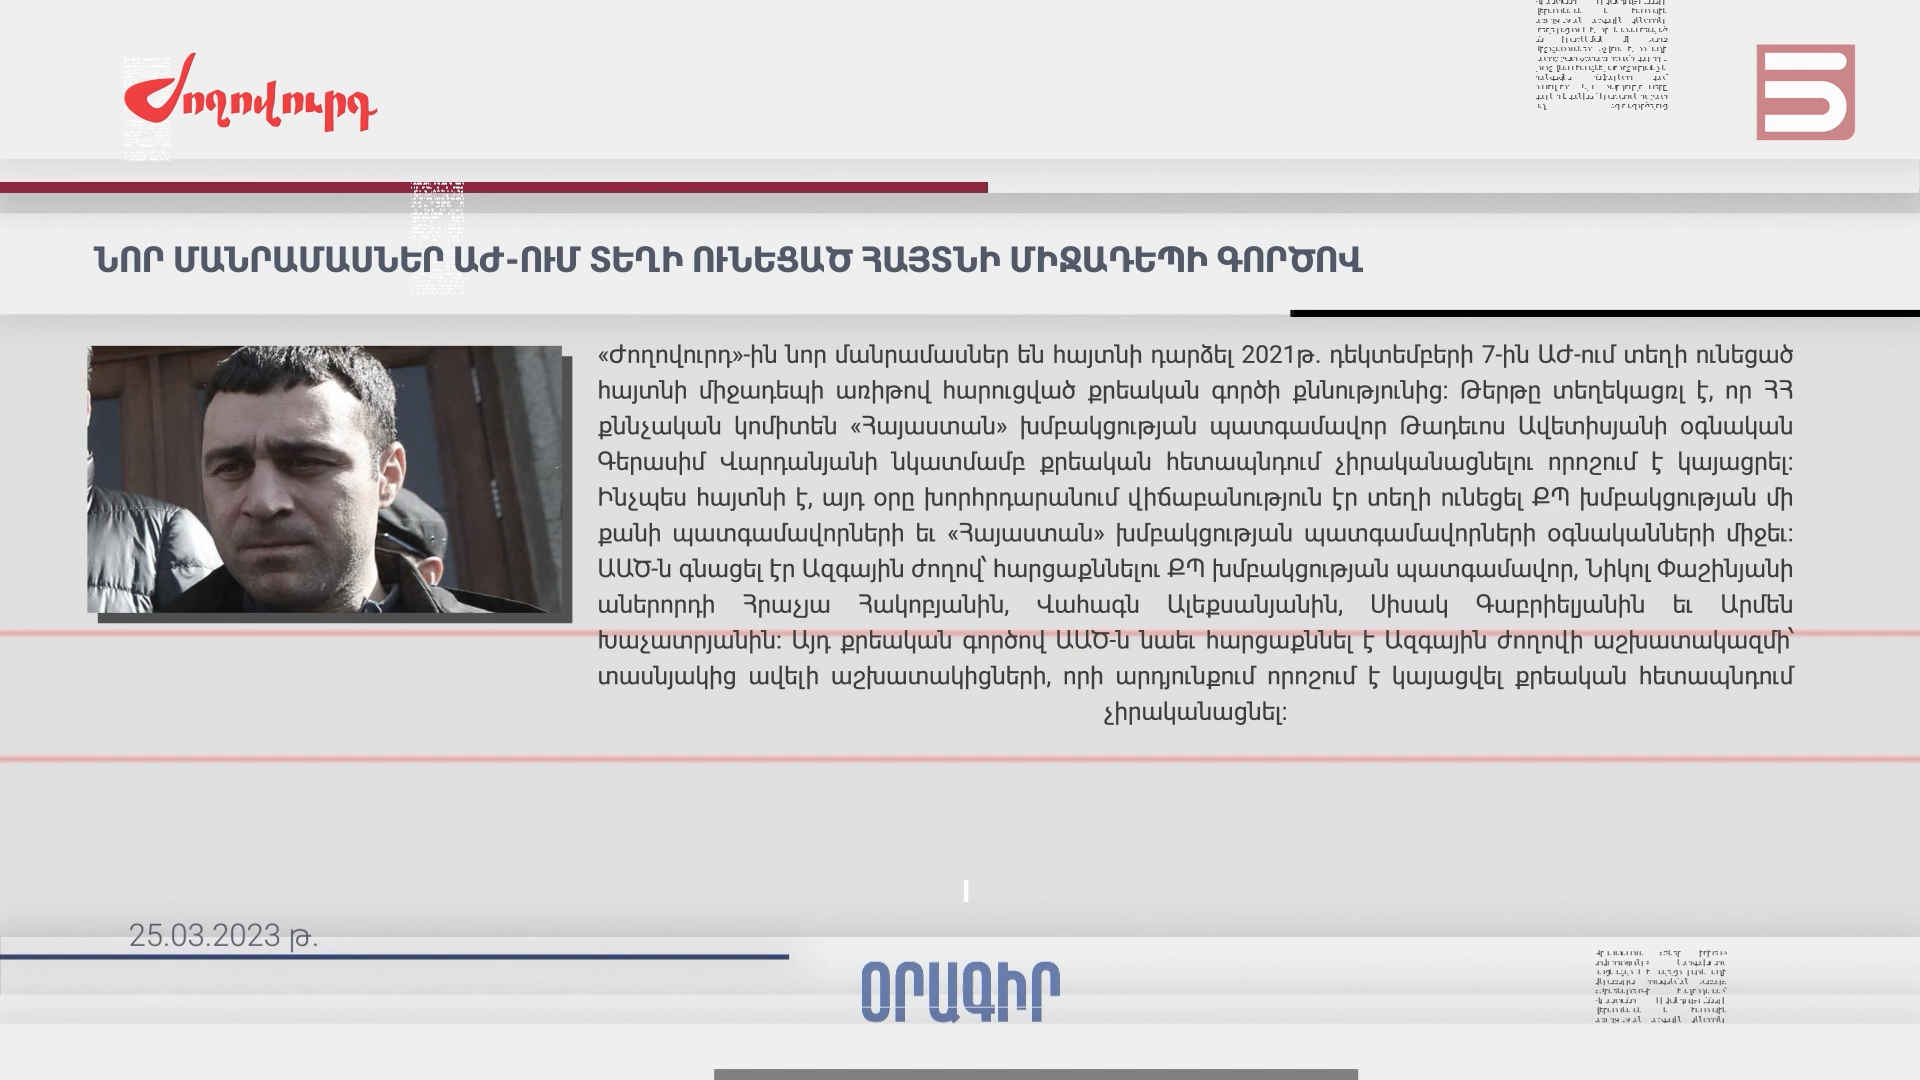 Ժողովուրդ
5
ՆՈՐ ՄԱՆՐԱՄԱՍՆԵՐ ԱԺ-ՈՒՄ ՏԵՂԻ ՈՒՆԵՑԱԾ ՀԱՅՏՆԻ ՄԻՋԱԴԵՊԻ ԳՈՐԾՈՎ
«Ժողովուրդ»-ին նոր մանրամասներ են հայտնի դարձել 2021թ. դեկտեմբերի 7-ին ԱԺ-ում տեղի ունեցած
հայտնի միջադեպի առիթով հարուցված քրեական գործի քննությունից: Թերթը տեղեկացռլ է, որ ՀՀ
քննչական կոմիտեն «Հայաստան» խմբակցության պատգամավոր Թադեւոս Ավետիսյանի օգնական
Գերասիմ Վարդանյանի նկատմամբ քրեական հետապնդում չիրականացնելու որոշում է կայացրել:
Ինչպես հայտնի է, այդ օրը խորհրդարանում վիճաբանություն էր տեղի ունեցել ՔՊ խմբակցության մի
քանի պատգամավորների եւ «Հայաստան» խմբակցության պատգամավորների օգնականների միջեւ:
ԱԱԾ-ն գնացել էր Ազգային ժողով՝ հարցաքննելու ՔՊ խմբակցության պատգամավոր, Նիկոլ Փաշինյանի
աներորդի Հրաչյա Հակոբյանին, Վահագն Ալեքսանյանին, Սիսակ Գաբրիելյանին եւ Արմեն
Խաչատրյանին: Այդ քրեական գործով ԱԱԾ-ն նաեւ հարցաքննել է Ազգային ժողովի աշխատակազմի՝
տասնյակից ավելի աշխատակիցների, որի արդյունքում որոշում է կայացվել քրեական հետապնդում
չիրականացնել:
25.03.2023 թ.
ՕՐԱԳԻՐ